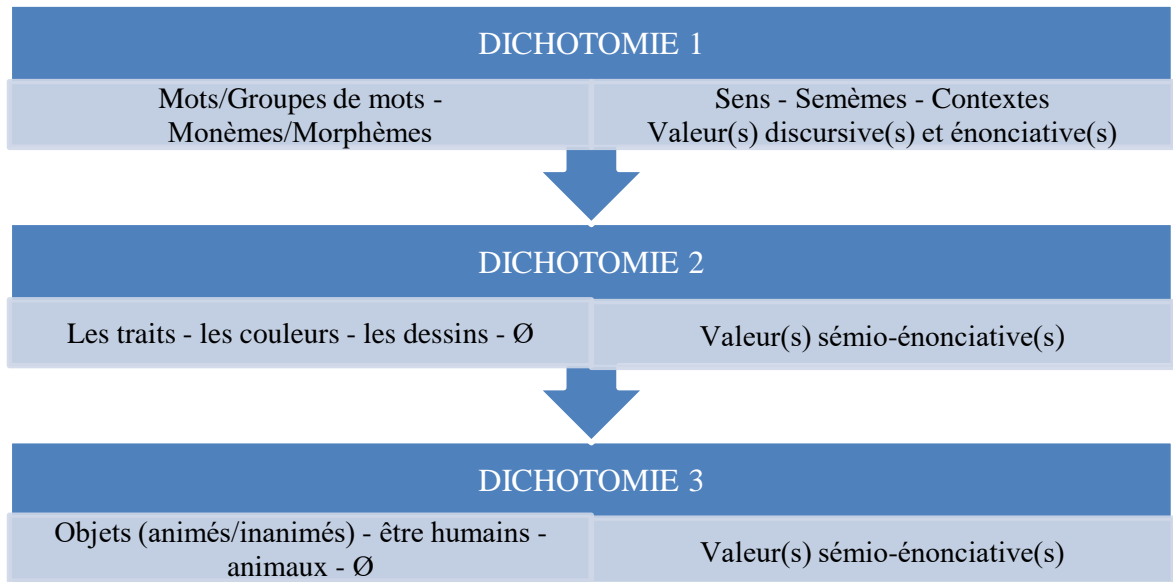 DICHOTOMIE 1
Mots/Groupes de mots -
Monèmes/Morphèmes
Sens - Semèmes - Contextes
Valeur(s) discursive(s) et énonciative(s)
DICHOTOMIE 2
Les traits - les couleurs - les dessins - Ø
Valeur(s) sémio-énonciative(s)
DICHOTOMIE 3
Objets (animés/inanimés) - être humains -
animaux - Ø
Valeur(s) sémio-énonciative(s)